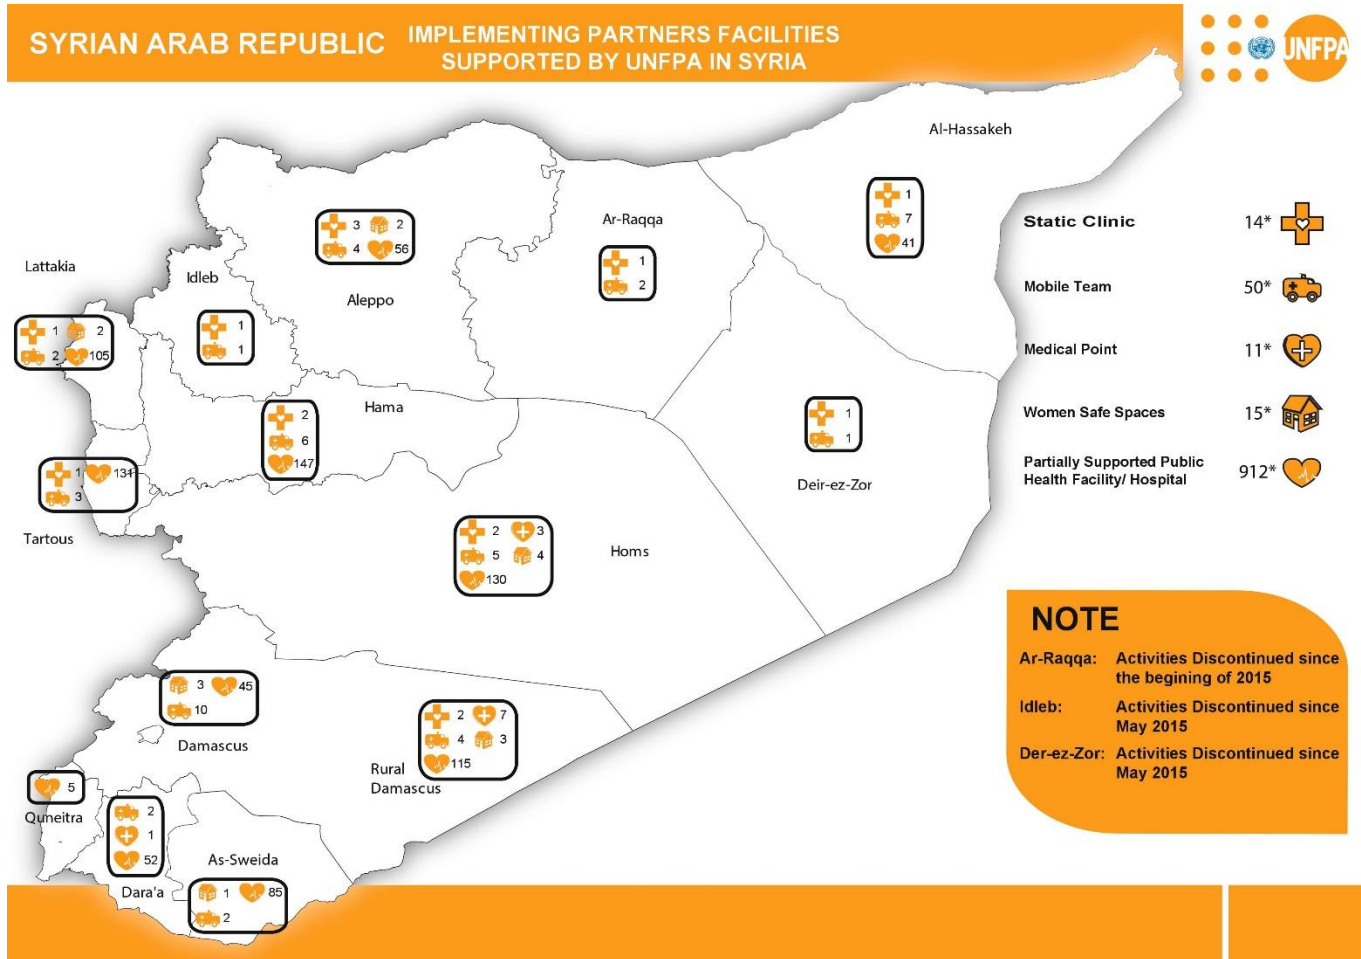 SYRIAN ARAB REPUBLIC
IMPLEMENTING PARTNERS FACILITIES
SUPPORTED BY UNFPA IN SYRIA
UNFPA
Al-Hassakeh
1
7
41
Ar-Raqqa
1
2
3 2
4 56
Aleppo
Idleb
1
1
Lattakia
1 2
2 105
Hama
2
6
147
1
1
Deir-ez-Zor
1 131
3
Tartous
2 3
5 4
130
Homs
3 45
10
Damascus
2 7
4 3
115
Rural
Damascus
5
Quneitra
2
1
52
Dara'a
As-Sweida
1 85
2
Static Clinic 14*
Mobile Team 50*
Medical Point 11*
Women Safe Spaces 15*
Partially Supported Public
Health Facility/ Hospital 912*
NOTE
Ar-Raqqa: Activities Discontinued since
the begining of 2015
Idleb: Activities Discontinued since
May 2015
Der-ez-Zor: Activities Discontinued since
May 2015